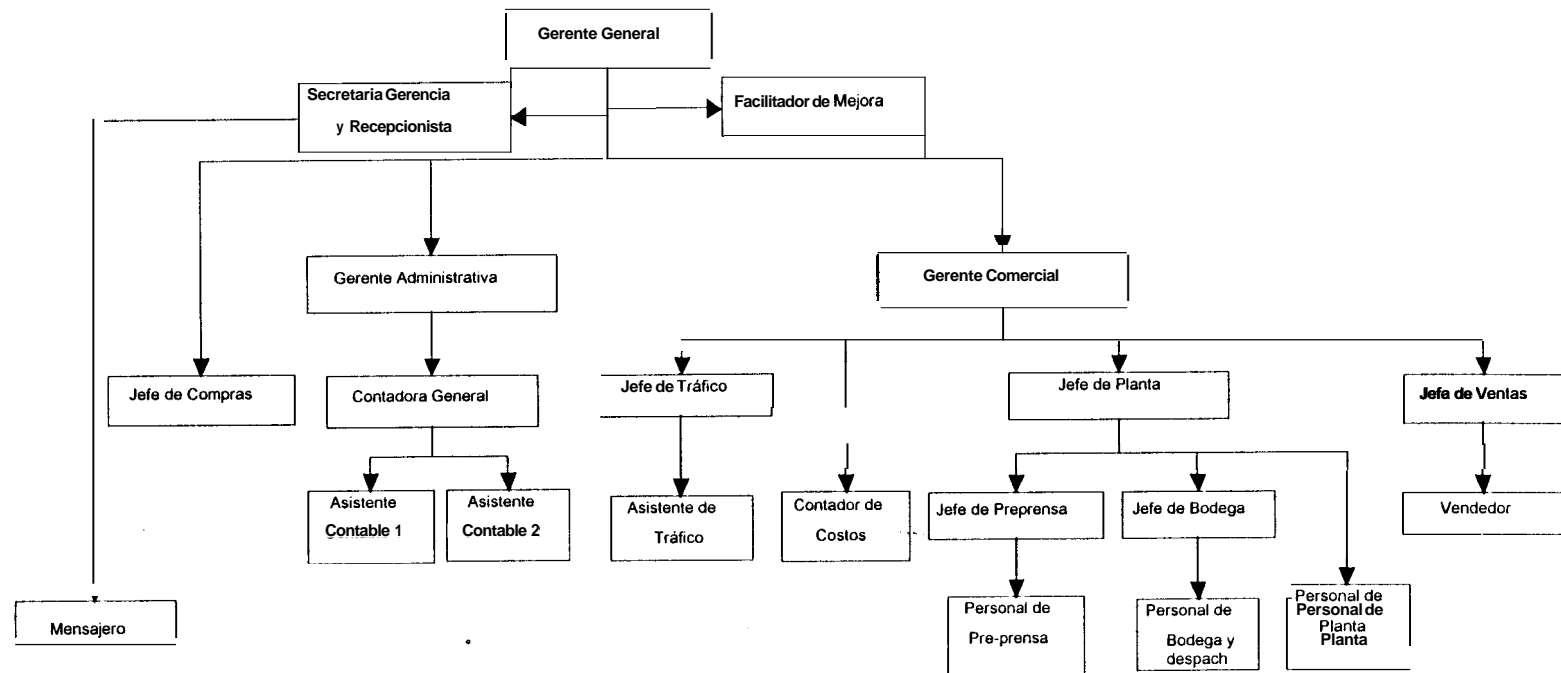 Gerente General
Secretaria Gerencia
y Recepcionista
Facilitador de Mejora
Gerente Administrativa
Gerente Comercial
Jefe de Compras
Contadora General
Jefe de Tráfico
Jefe de Planta
Jefa de Ventas
Asistente
Contable 1
Asistente
Contable 2
Asistente de
Tráfico
Contador de
Costos
Jefe de Preprensa
Jefe de Bodega
Vendedor
Mensajero
Personal de
Pre-prensa
Personal de
Bodega y
despach
Personal de
Personal de
Planta
Planta